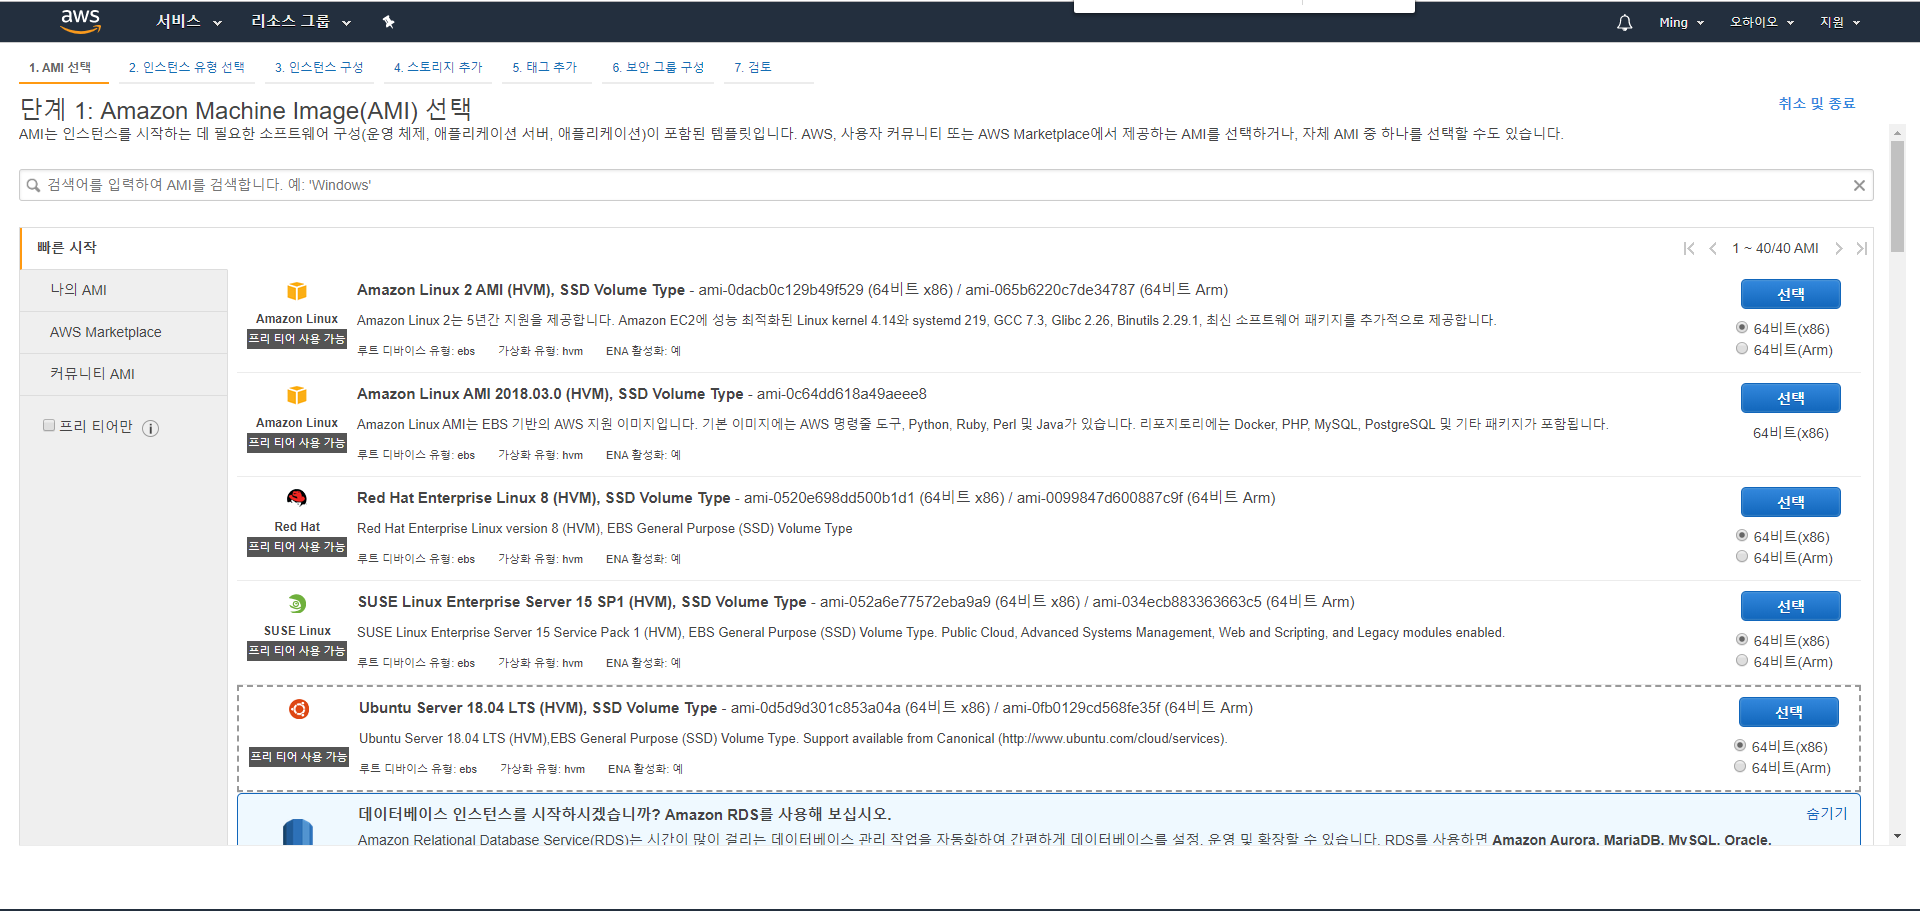 aws 서비스 리소스 그룹 Ming 오하이오 지원
1. AMI 선택 2. 인스턴스 유형 선택 3. 인스턴스 구성 4. 스토리지 추가 5. 태그 추가 6. 보안 그룹 구성 7. 검토
단계 1: Amazon Machine Image(AMI) 선택
취소 및 종료
AMI는 인스턴스를 시작하는 데 필요한 소프트웨어 구성(운영 체제, 애플리케이션 서버, 애플리케이션)이 포함된 템플릿입니다. AWS, 사용자 커뮤니티 또는 AWS Marketplace에서 제공하는 AMI를 선택하거나, 자체 AMI 중 하나를 선택할 수도 있습니다.
검색어를 입력하여 AMI를 검색합니다. 예: 'Windows'
빠른 시작
나의 AMI
AWS Marketplace
커뮤니티 AMI
프리 티어만
1 ~ 40/40 AMI
Amazon Linux
프리 티어 사용 가능
Amazon Linux 2 AMI (HVM), SSD Volume Type - ami-0dacb0c129b49f529 (64비트 x86) / ami-065b6220c7de34787 (64비트 Arm)
Amazon Linux 2는 5년간 지원을 제공합니다. Amazon EC2에 성능 최적화된 Linux kernel 4.14와 systemd 219, GCC 7.3, Glibc 2.26, Binutils 2.29.1, 최신 소프트웨어 패키지를 추가적으로 제공합니다.
루트 디바이스 유형: ebs 가상화 유형: hvm ENA 활성화: 예
선택
64비트(x86)
64비트(Arm)
Amazon Linux
프리 티어 사용 가능
Amazon Linux AMI 2018.03.0 (HVM), SSD Volume Type - ami-0c64dd618a49aeee8
Amazon Linux AMI는 EBS 기반의 AWS 지원 이미지입니다. 기본 이미지에는 AWS 명령줄 도구, Python, Ruby, Perl 및 Java가 있습니다. 리포지토리에는 Docker, PHP, MySQL, PostgreSQL 및 기타 패키지가 포함됩니다.
루트 디바이스 유형: ebs 가상화 유형: hvm ENA 활성화: 예
선택
64비트(x86)
Red Hat
프리 티어 사용 가능
Red Hat Enterprise Linux 8 (HVM), SSD Volume Type - ami-0520e698dd500b1d1 (64비트 x86) / ami-0099847d600887c9f (64비트 Arm)
Red Hat Enterprise Linux version 8 (HVM), EBS General Purpose (SSD) Volume Type
루트 디바이스 유형: ebs 가상화 유형: hvm ENA 활성화: 예
선택
64비트(x86)
64비트(Arm)
SUSE Linux
프리 티어 사용 가능
SUSE Linux Enterprise Server 15 SP1 (HVM), SSD Volume Type - ami-052a6e77572eba9a9 (64비트 x86) / ami-034ecb883363663c5 (64비트 Arm)
SUSE Linux Enterprise Server 15 Service Pack 1 (HVM), EBS General Purpose (SSD) Volume Type. Public Cloud, Advanced Systems Management, Web and Scripting, and Legacy modules enabled.
루트 디바이스 유형: ebs 가상화 유형: hvm ENA 활성화: 예
선택
64비트(x86)
64비트(Arm)
프리 티어 사용 가능
Ubuntu Server 18.04 LTS (HVM), SSD Volume Type - ami-0d5d9d301c853a04a (64비트 x86) / ami-0fb0129cd568fe35f (64비트 Arm)
Ubuntu Server 18.04 LTS (HVM),EBS General Purpose (SSD) Volume Type. Support available from Canonical (http://www.ubuntu.com/cloud/services).
루트 디바이스 유형: ebs 가상화 유형: hvm ENA 활성화: 예
선택
64비트(x86)
64비트(Arm)
데이터베이스 인스턴스를 시작하시겠습니까? Amazon RDS를 사용해 보십시오.
숨기기
Amazon Relational Database Service(RDS)는 시간이 많이 걸리는 데이터베이스 관리 작업을 자동화하여 간편하게 데이터베이스를 설정, 운영 및 확장할 수 있습니다. RDS를 사용하면 Amazon Aurora, MariaDB, MySQL, Oracle,